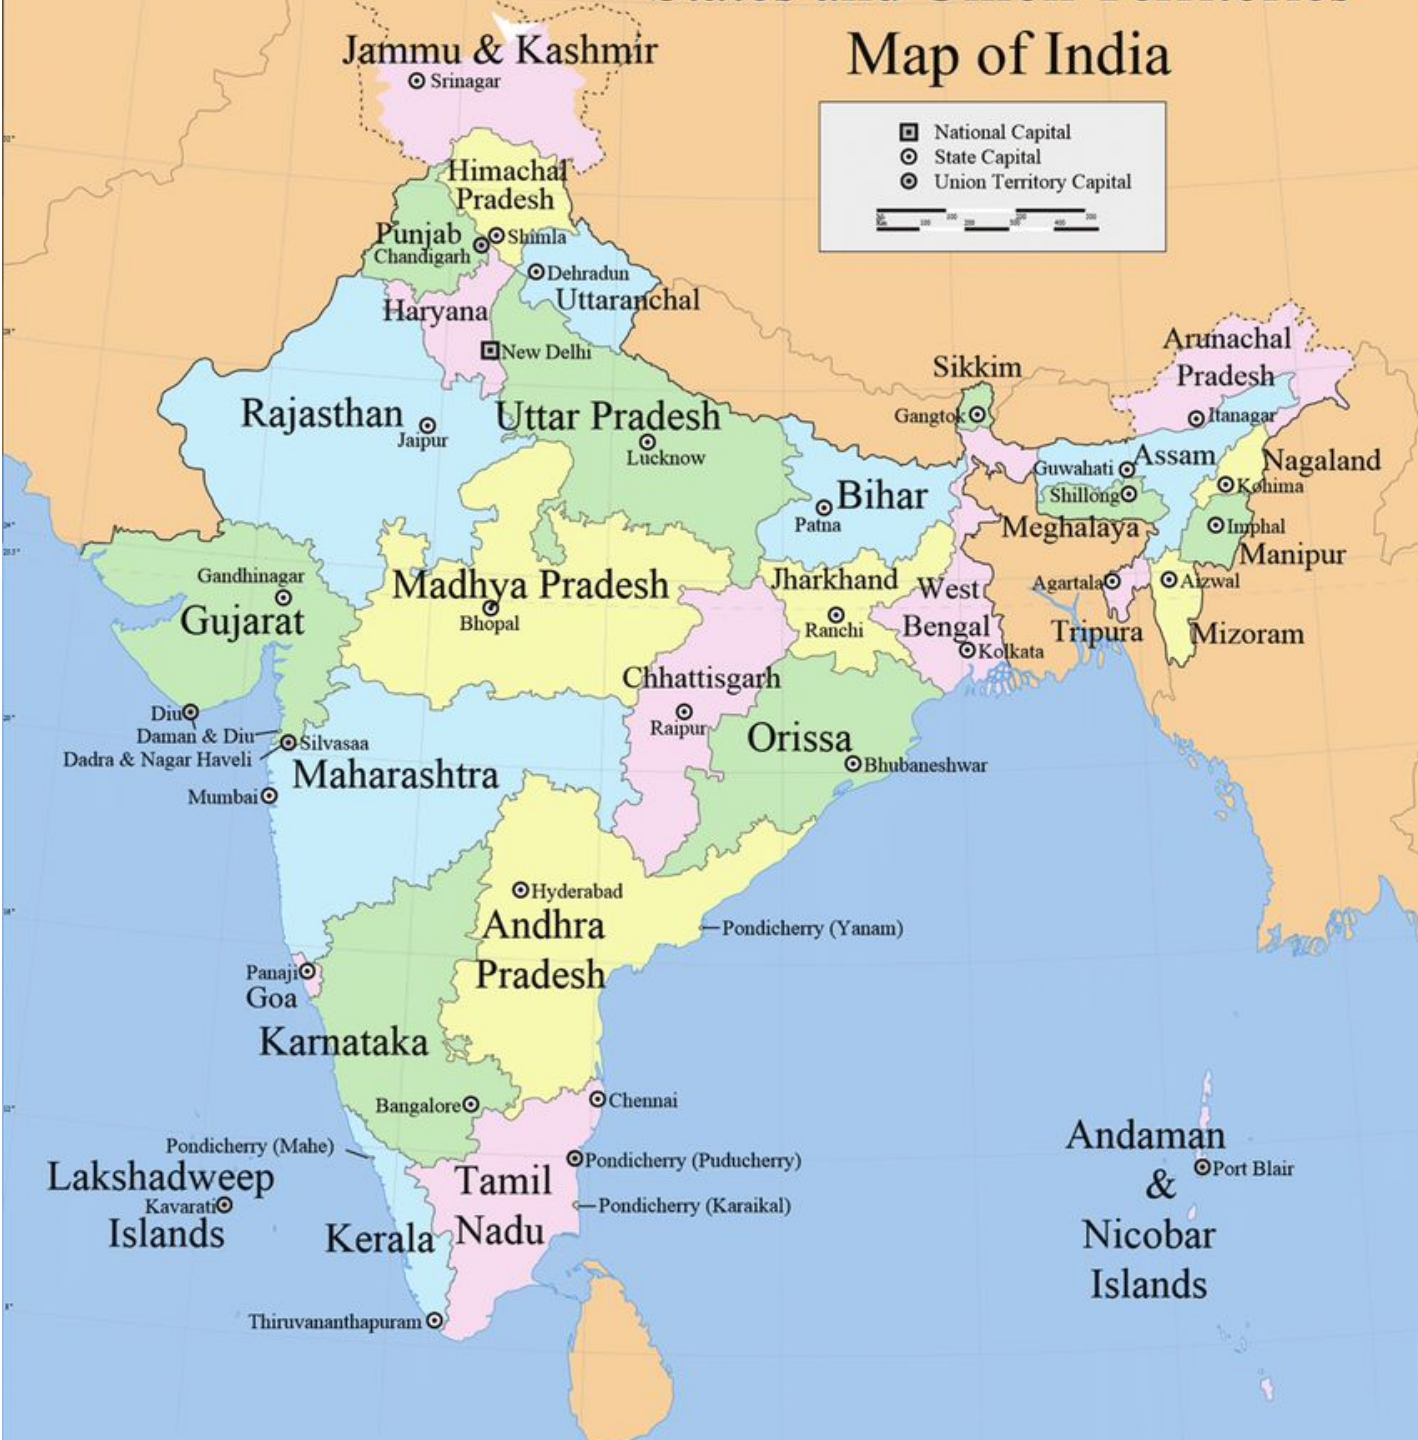 States and Union Territories
Map of India
National Capital
State Capital
Union Territory Capital
Jammu & Kashmir
Srinagar
Himachal
Pradesh
Punjab
Shimla
Chandigarh
Dehradun
Uttaranchal
Haryana
New Delhi
Arunachal
Pradesh
Sikkim
Gangtok
Itanagar
Rajasthan
Jaipur
Uttar Pradesh
Lucknow
Bihar
Patna
Guwahati
Assam
Nagaland
Kohima
Shillong
Meghalaya
Imphal
Manipur
Gandhinagar
Gujarat
Madhya Pradesh
Bhopal
Jharkhand
Ranchi
West
Bengal
Kolkata
Agartala
Tripura
Aizwal
Mizoram
Chhattisgarh
Raipur
Orissa
Bhubaneshwar
Diu
Daman & Diu
Dadra & Nagar Haveli
Silvasaa
Mumbai
Maharashtra
Hyderabad
Andhra
Pradesh
Pondicherry (Yanam)
Panaji
Goa
Karnataka
Bangalore
Chennai
Pondicherry (Mahe)
Lakshadweep
Kavarati
Islands
Kerala
Tamil
Nadu
Pondicherry (Puducherry)
Pondicherry (Karaikal)
Thiruvananthapuram
Andaman
&
Nicobar
Islands
Port Blair